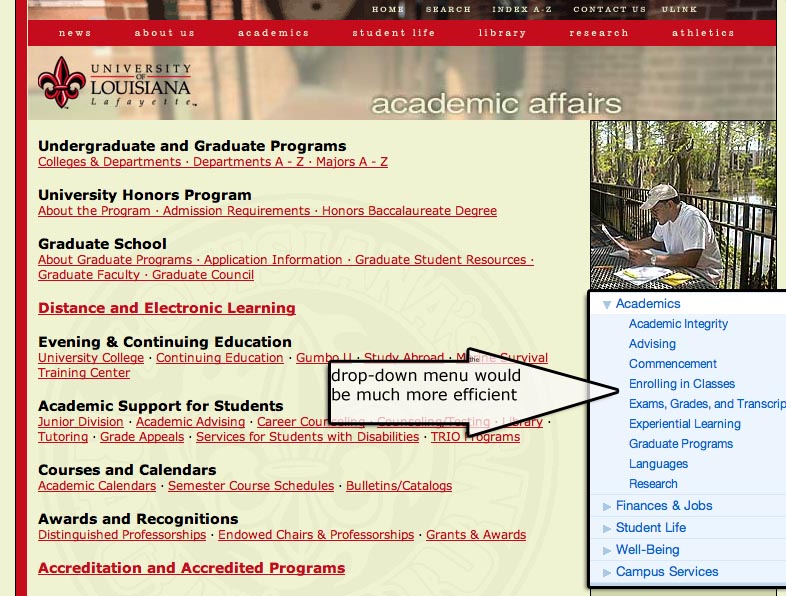 HOME SEARCH INDEX A-Z CONTACT US ULINK
news about us academics student life library research athletics
UNIVERSITY
OF
LOUISIANA
Lafayette™
academic affairs
Undergraduate and Graduate Programs
Colleges & Departments · Departments A - Z · Majors A - Z
University Honors Program
About the Program · Admission Requirements · Honors Baccalaureate Degree
Graduate School
About Graduate Programs · Application Information · Graduate Student Resources ·
Graduate Faculty · Graduate Council
Distance and Electronic Learning
Evening & Continuing Education
University College · Continuing Education · Gumbo U · Study Abroad · Survival
Training Center
Academic Support for Students
Junior Division · Academic Advising · Career Counseling · Counseling/Testing · Library ·
Tutoring · Grade Appeals · Services for Students with Disabilities · TRIO Programs
Courses and Calendars
Academic Calendars · Semester Course Schedules · Bulletins/Catalogs
Awards and Recognitions
Distinguished Professorships · Endowed Chairs & Professorships · Grants & Awards
Accreditation and Accredited Programs
the
drop-down menu would
be much more efficient
Academics
Academic Integrity
Advising
Commencement
Enrolling in Classes
Exams, Grades, and Transcrip
Experiential Learning
Graduate Programs
Languages
Research
Finances & Jobs
Student Life
Well-Being
Campus Services